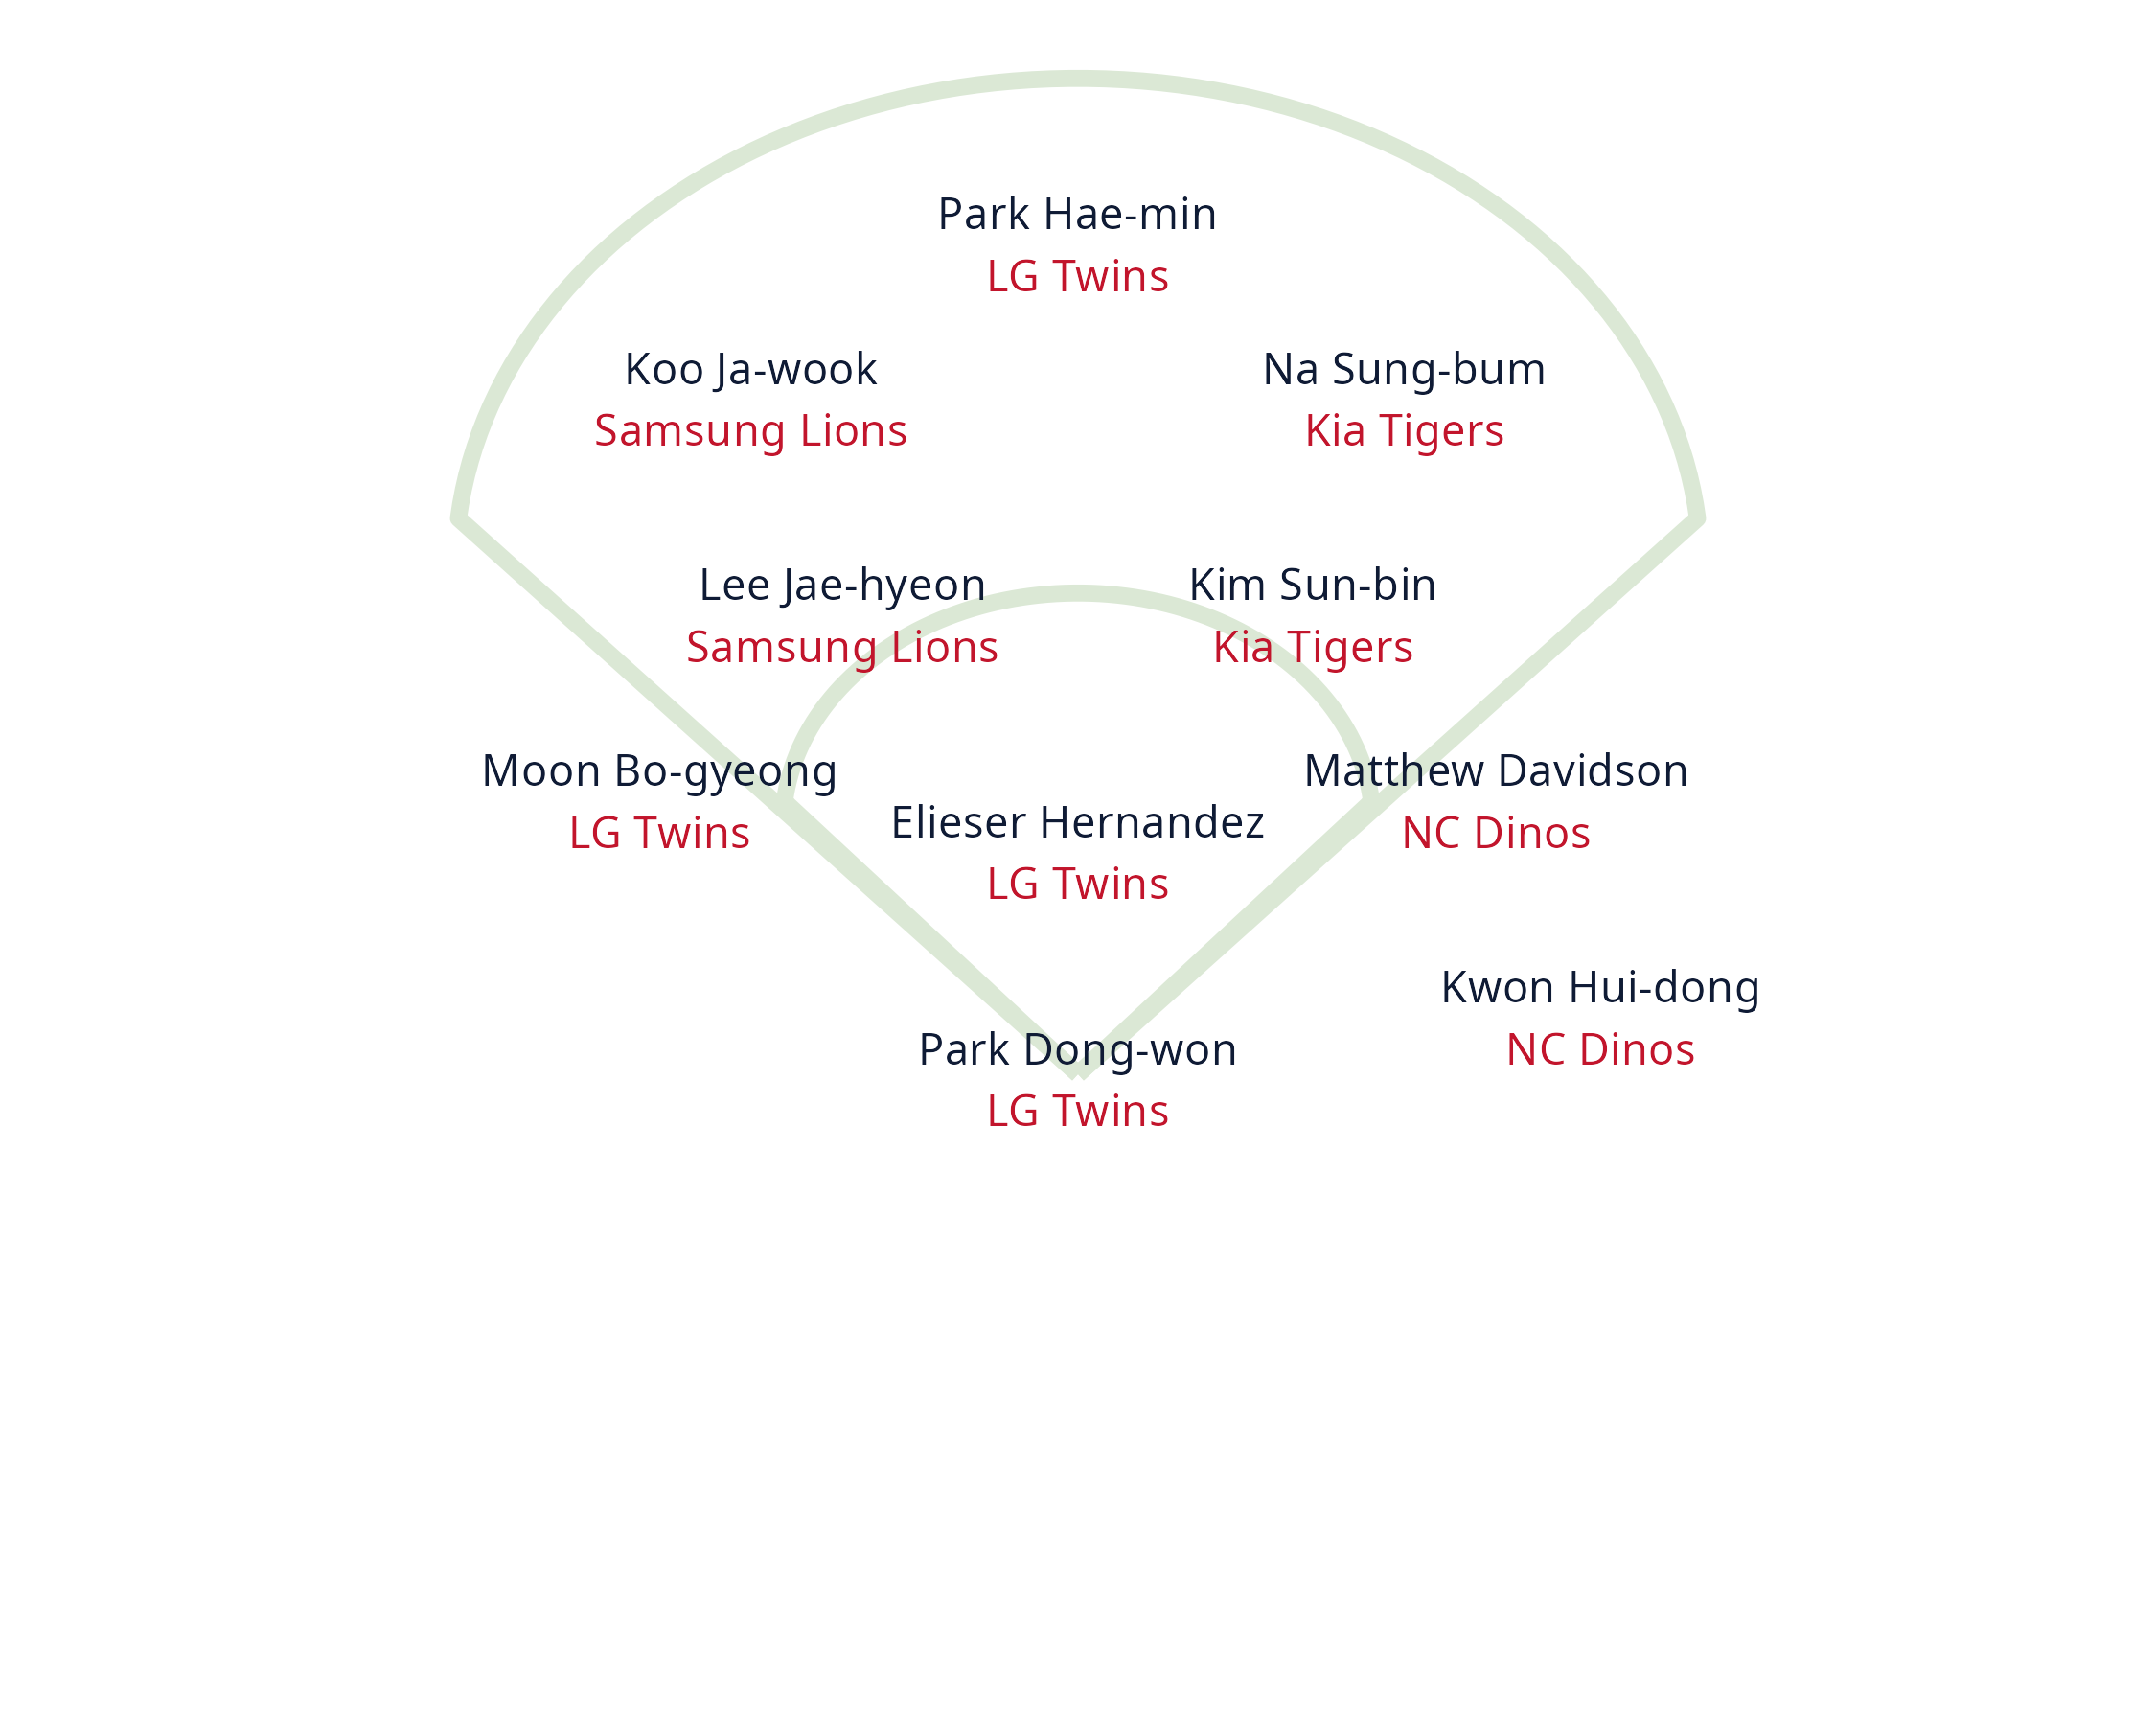 Park Hae-min
LG Twins
Koo Ja-wook
Samsung Lions
Na Sung-bum
Kia Tigers
Lee Jae-hyeon
Samsung Lions
Kim Sun-bin
Kia Tigers
Moon Bo-gyeong
LG Twins
Elieser Hernandez
LG Twins
Matthew Davidson
NC Dinos
Kwon Hui-dong
NC Dinos
Park Dong-won
LG Twins